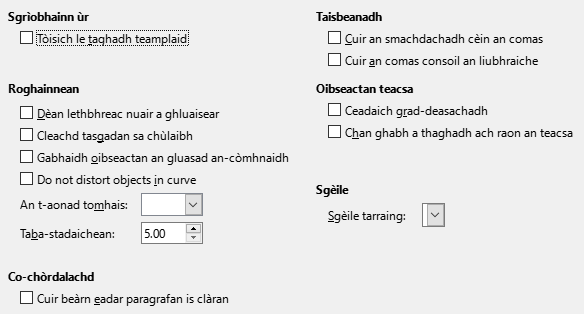 Sgrìobhainn ùr
Tòisich le taghadh teamplaid
Roghainnean
Dèan lethbhreac nuair a ghluaisear
Cleachd tasgadan sa chùlaibh
Gabhaidh oibseactan an gluasad an-còmhnaidh
Do not distort objects in curve
An t-aonad tomhais:
Taba-stadaichean: 5.00
Co-chòrdalachd
Cuir beàrn eadar paragrafan is clàran
Taisbeanadh
Cuir an smachdachadh cèin an comas
Cuir an comas consoil an liubhraiche
Oibseactan teacsa
Ceadaich grad-deasachadh
Chan ghabh a thaghadh ach raon an teacsa
Sgèile
Sgèile tarraing: